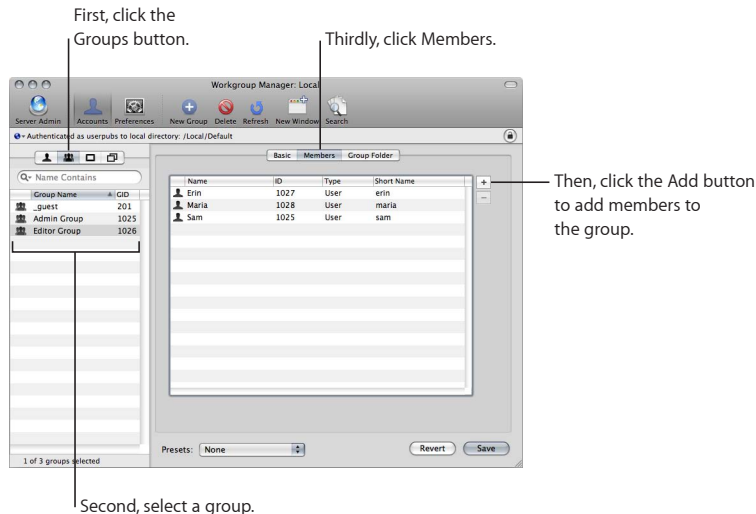 First, click the
Groups button.
Thirdly, click Members.
Workgroup Manager: Local
Server Admin Accounts Preferences New Group Delete Refresh New Window Search
Authenticated as userpubs to local directory: /Local/Default
Basic Members Group Folder
Name Contains
Group Name GID
_guest 201
Admin Group 1025
Editor Group 1026
Name ID Type Short Name
Erin 1027 User erin
Maria 1028 User maria
Sam 1025 User sam
+
−
Then, click the Add button
to add members to
the group.
Presets: None Revert Save
1 of 3 groups selected
Second, select a group.